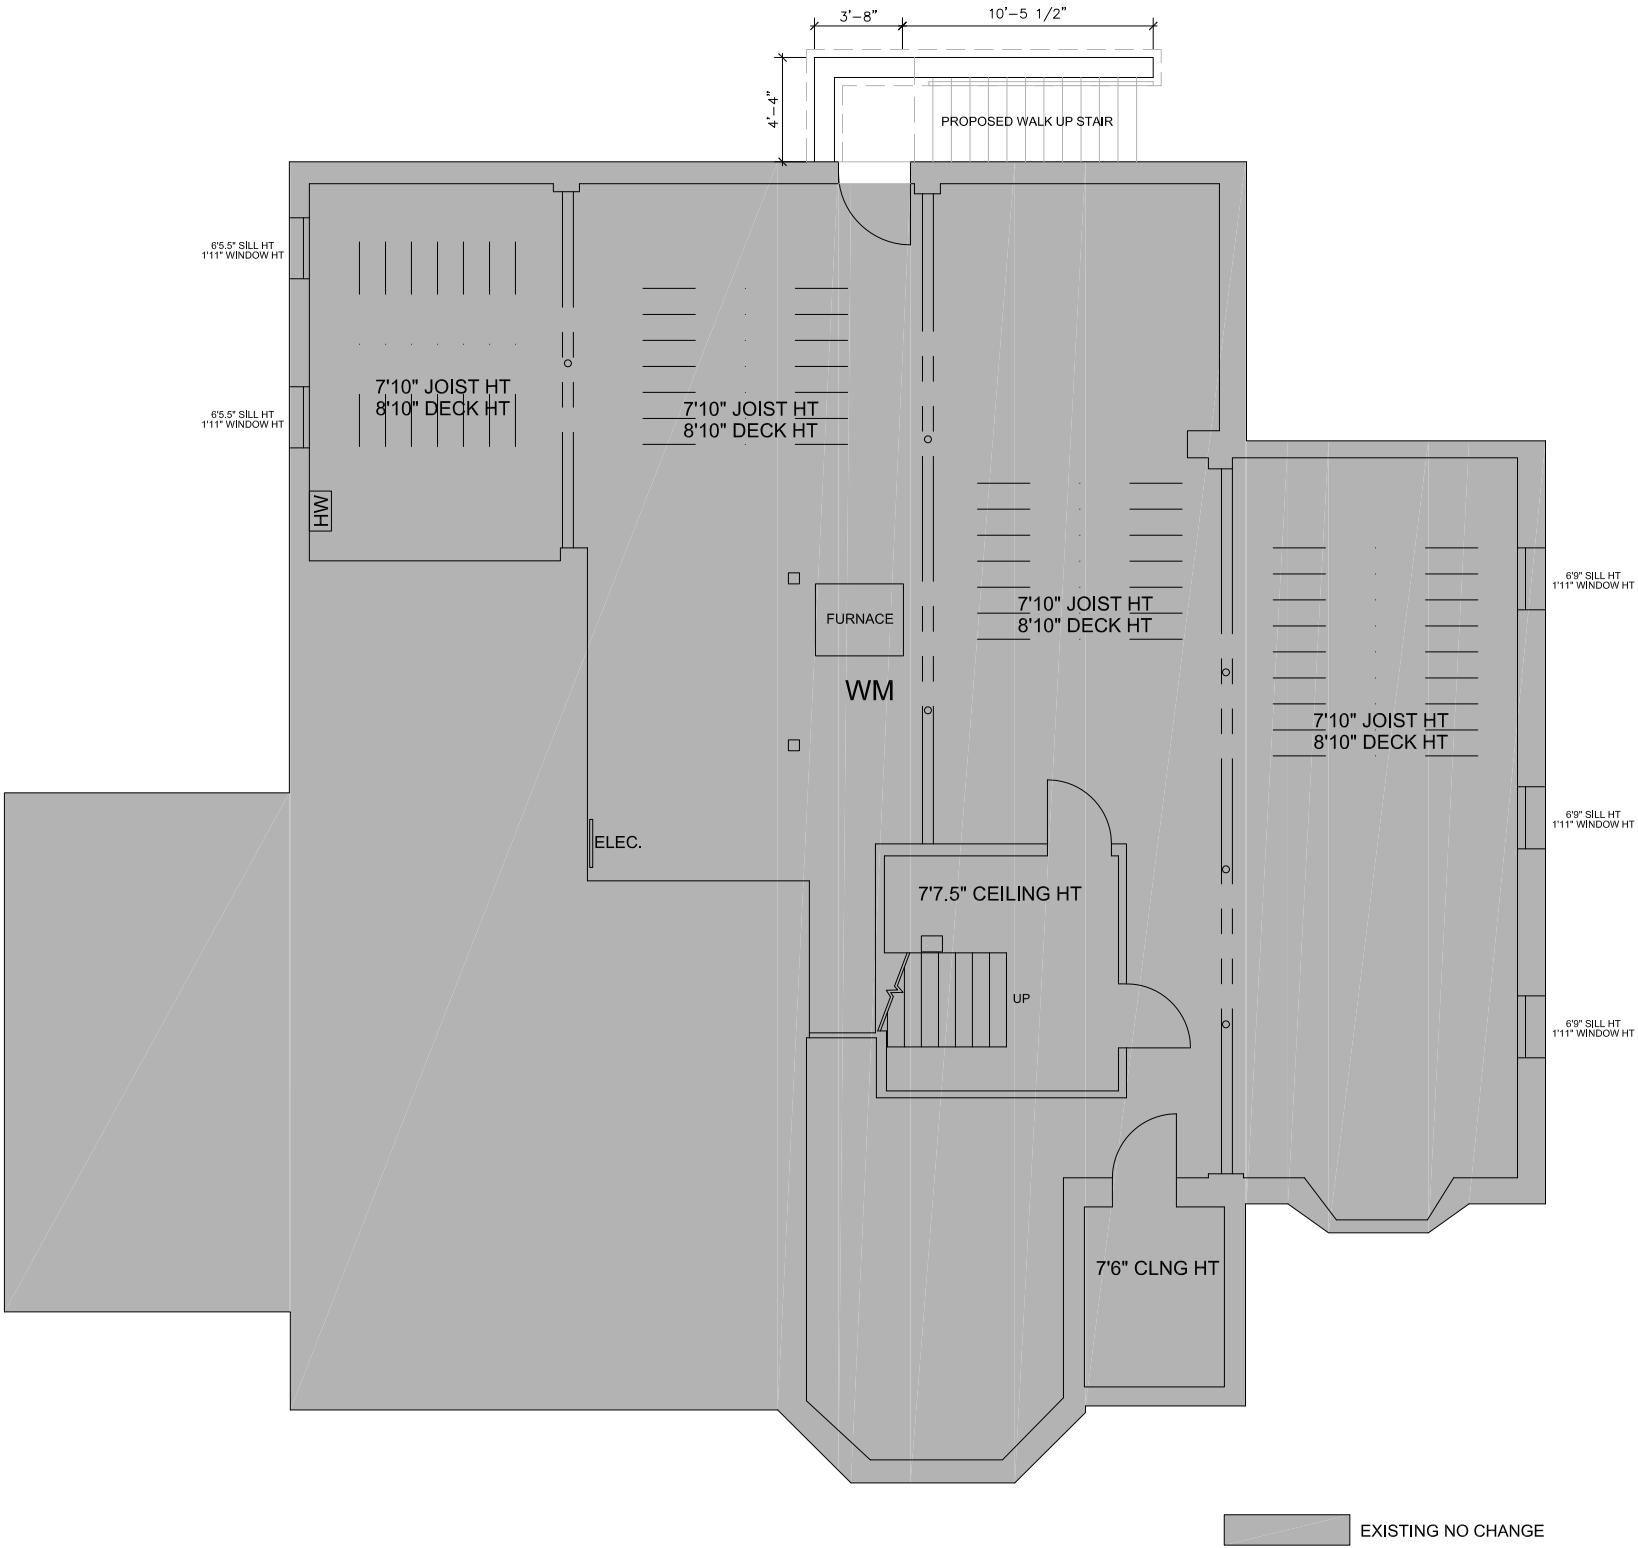 3'-8"
10'-5 1/2"
4'-4"
PROPOSED WALK UP STAIR
6'5.5" SILL HT
1'11" WINDOW HT
7'10" JOIST HT
8'10" DECK HT
7'10" JOIST HT
8'10" DECK HT
6'5.5" SILL HT
1'11" WINDOW HT
HW
7'10" JOIST HT
8'10" DECK HT
FURNACE
6'9" SILL HT
1'11" WINDOW HT
WM
7'10" JOIST HT
8'10" DECK HT
ELEC.
6'9" SILL HT
1'11" WINDOW HT
7'7.5" CEILING HT
UP
6'9" SILL HT
1'11" WINDOW HT
7'6" CLNG HT
EXISTING NO CHANGE